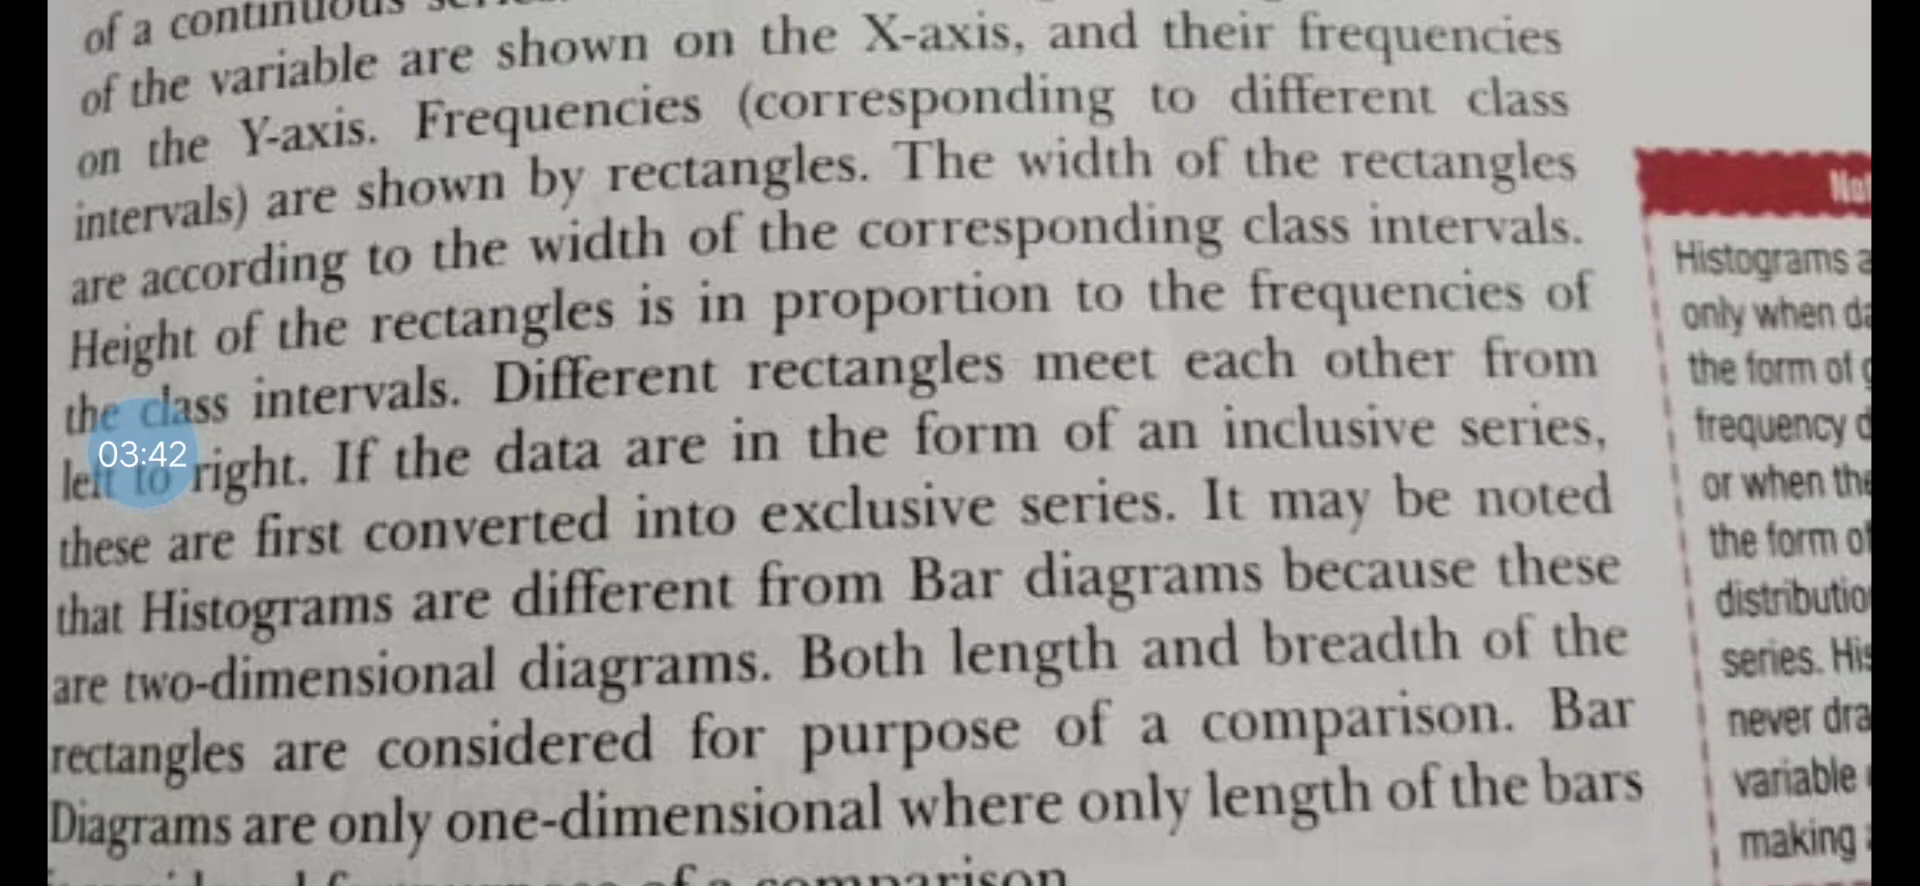 of a continuous
of the variable are shown on the X-axis, and their frequencies
on the Y-axis. Frequencies (corresponding to different class
intervals) are shown by rectangles. The width of the rectangles
are according to the width of the corresponding class intervals.
Height of the rectangles is in proportion to the frequencies of
the class intervals. Different rectangles meet each other from
left to right. If the data are in the form of an inclusive series,
these are first converted into exclusive series. It may be noted
that Histograms are different from Bar diagrams because these
are two-dimensional diagrams. Both length and breadth of the
rectangles are considered for purpose of a comparison. Bar
Diagrams are only one-dimensional where only length of the bars
of a comparison
03:42
Histograms
only when
the form of
frequency
or when the
the form of
series.
never
variable
making